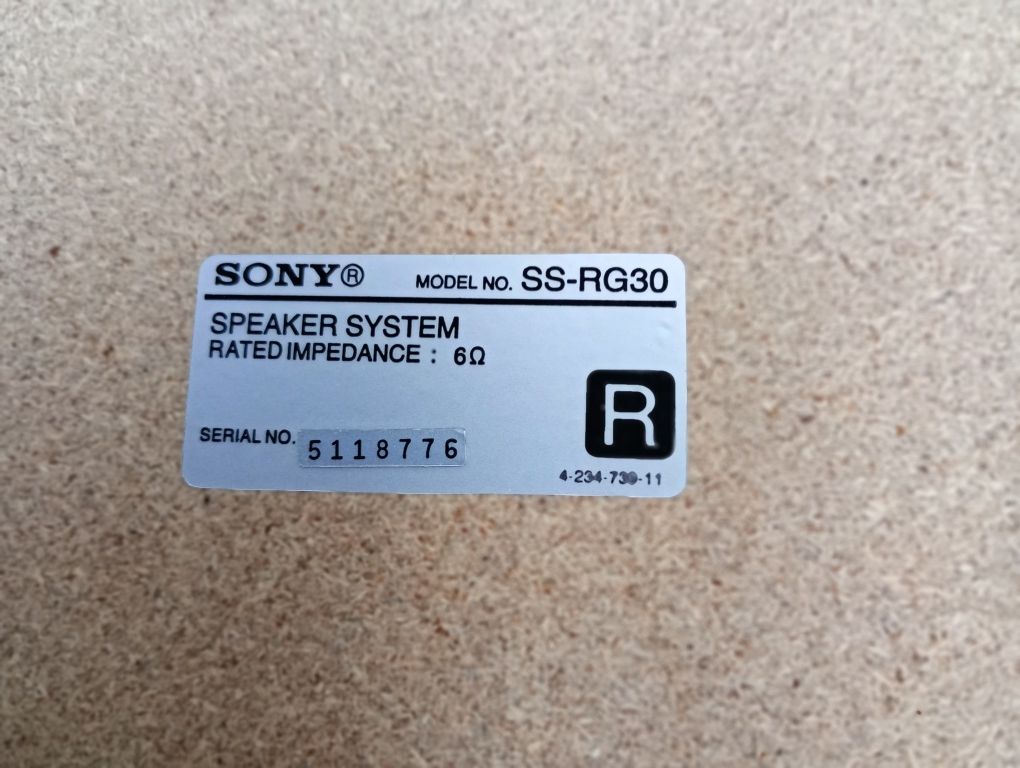 SONY® MODEL NO. SS-RG30
SPEAKER SYSTEM
RATED IMPEDANCE : 6Ω
R
SERIAL NO. 5118776